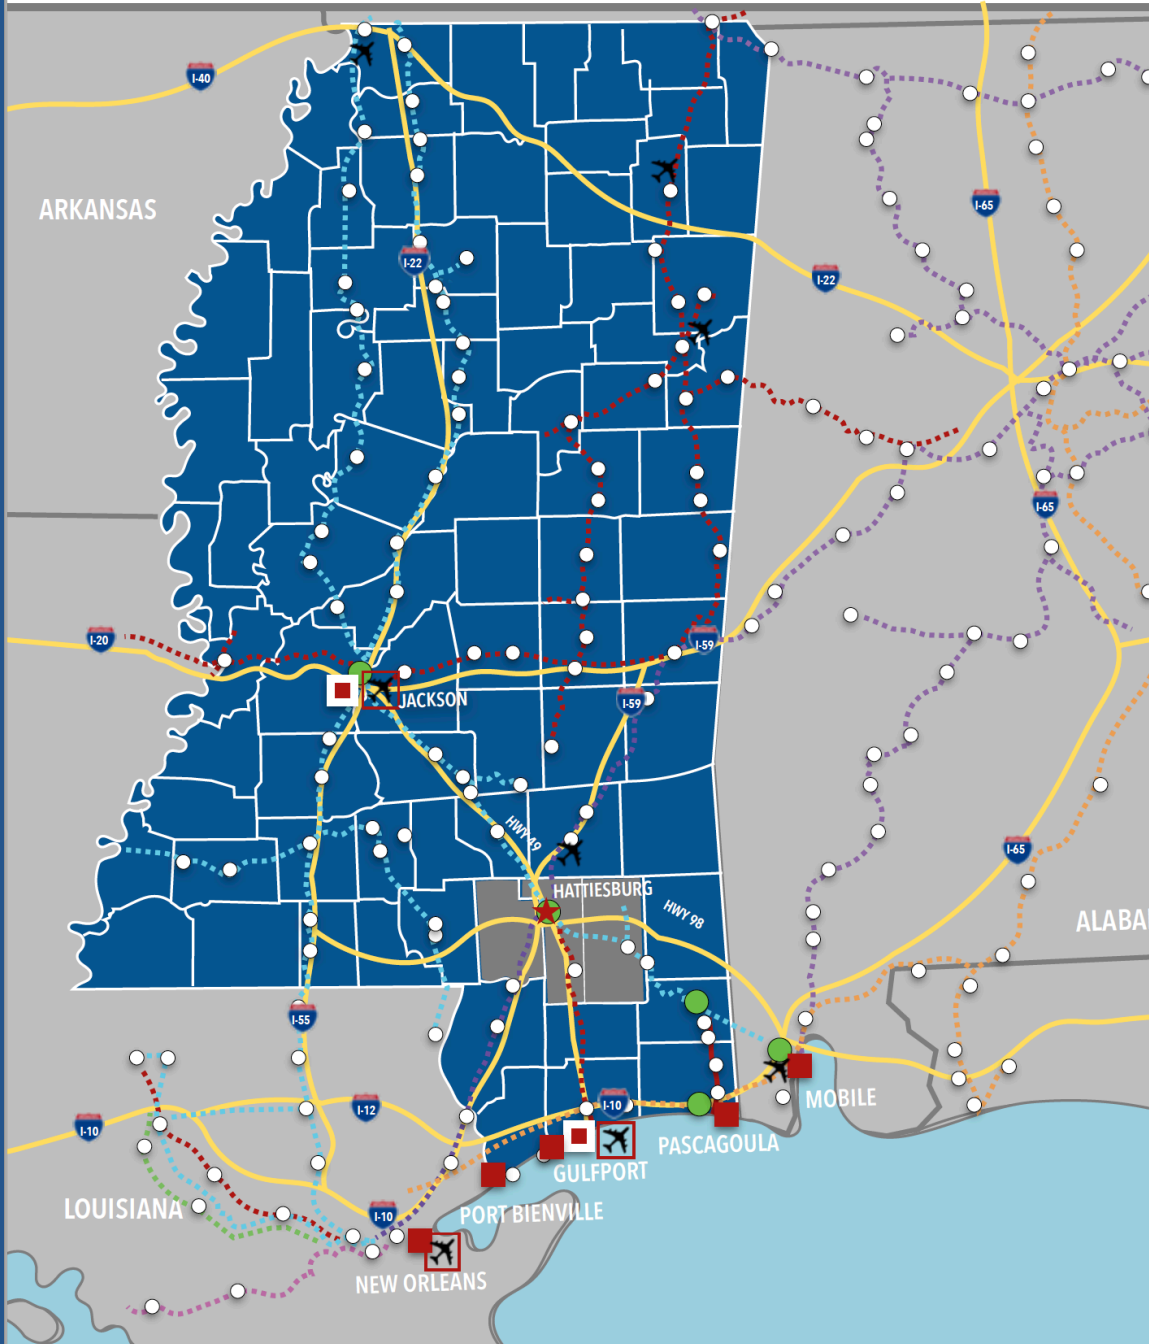 I-40
ARKANSAS
I-65
I-22
I-22
I-65
I-20
I-59
I-59
JACKSON
HWY 49
I-65
HATTIESBURG
HWY 98
ALABA
I-55
I-10
I-12
I-10
MOBILE
PASCAGOULA
GULFPORT
LOUISIANA
I-10
PORT BIENVILLE
NEW ORLEANS